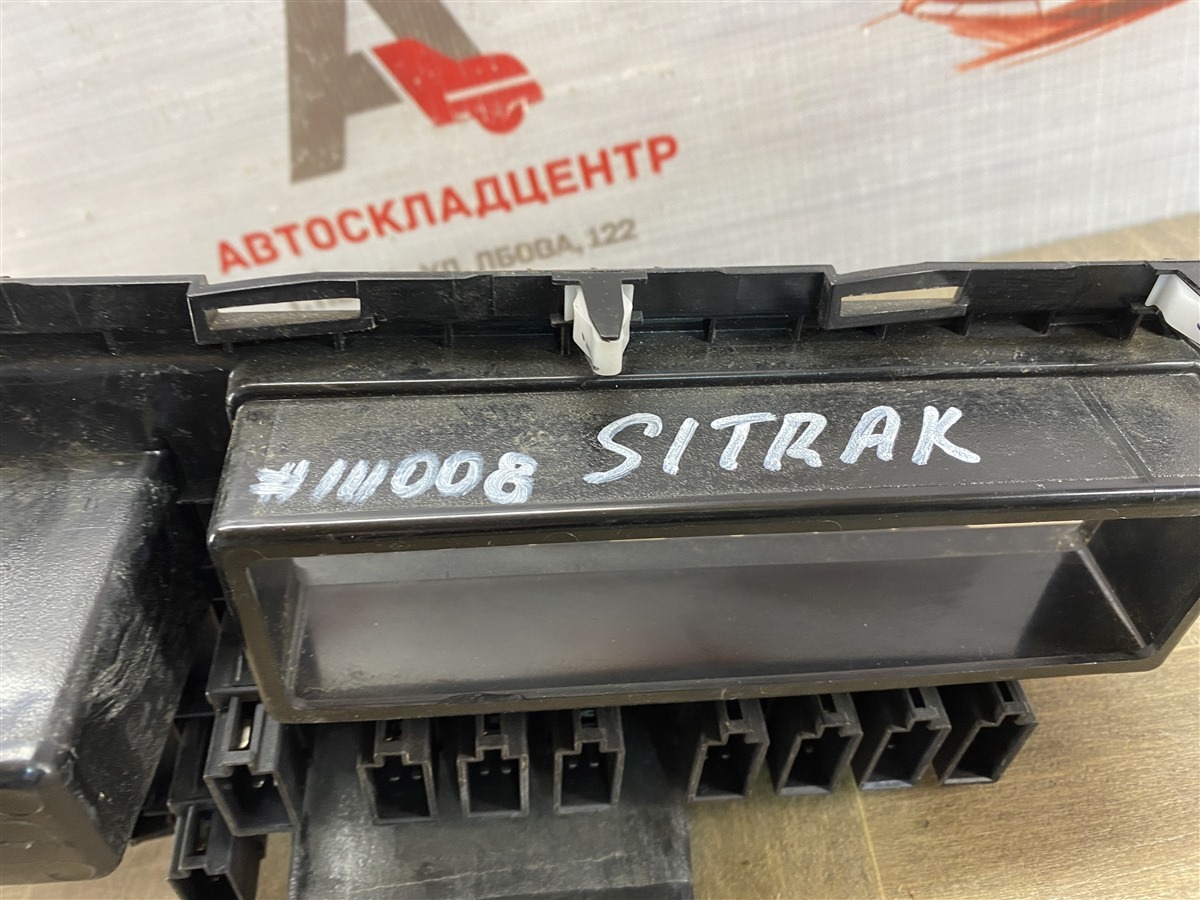 АВТОСКЛАДЦЕНТР
УЛ. ЛБОВА, 122
#111008 SITRAK